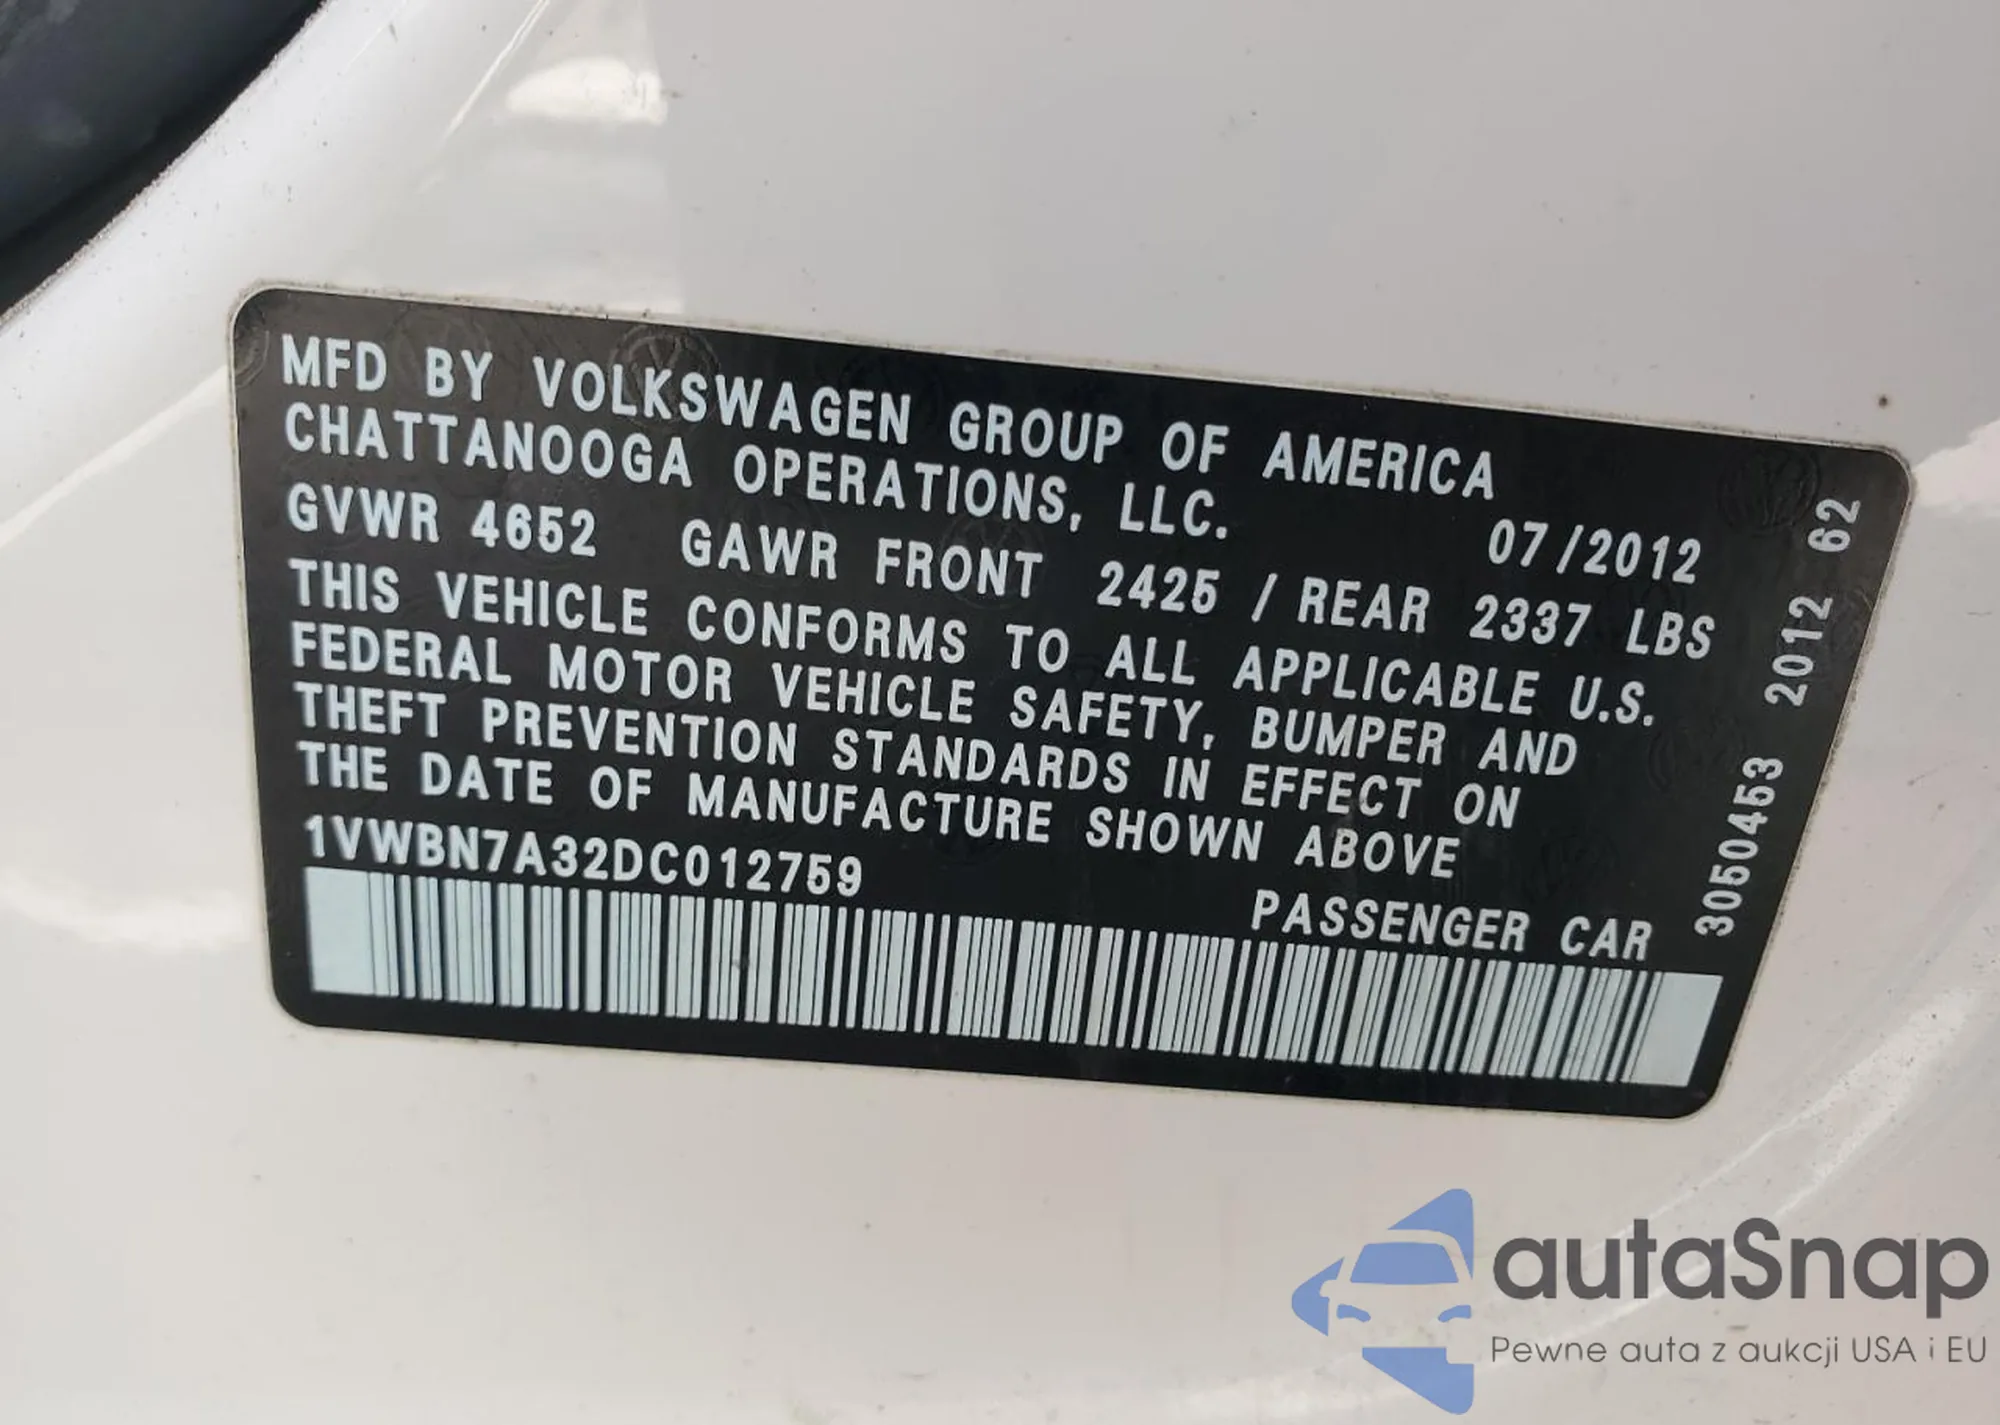 MFD BY VOLKSWAGEN GROUP OF AMERICA
CHATTANOOGA OPERATIONS, LLC.
07/2012
GVWR 4652 GAWR FRONT 2425 / REAR 2337 LBS
THIS VEHICLE CONFORMS TO ALL APPLICABLE U.S.
FEDERAL MOTOR VEHICLE SAFETY, BUMPER AND
THEFT PREVENTION STANDARDS IN EFFECT ON
THE DATE OF MANUFACTURE SHOWN ABOVE
1VWBN7A32DC012759
PASSENGER CAR
3050453 2012 62
autaSnap
Pewne auta z aukcji USA i EU